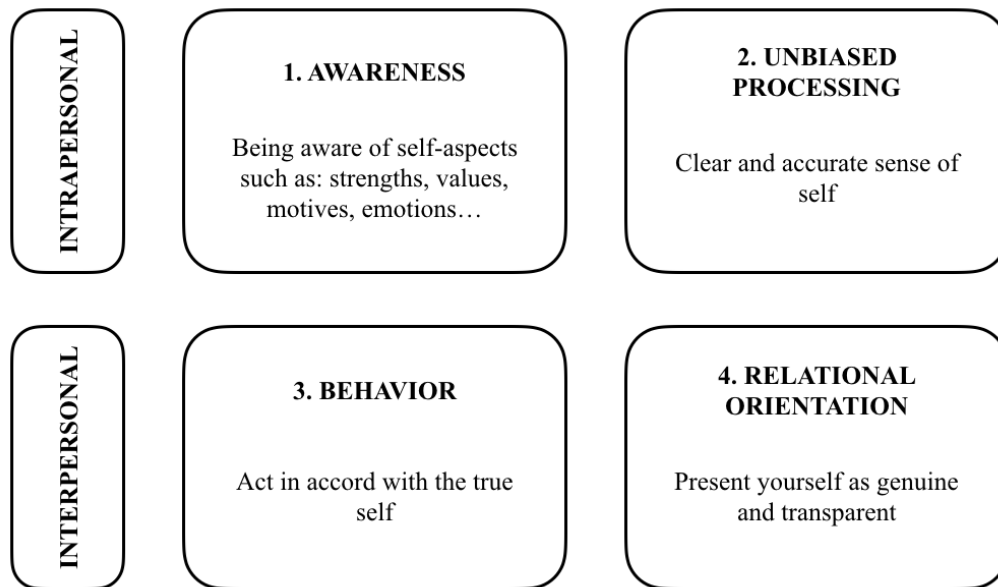 INTRAPERSONAL
1. AWARENESS
Being aware of self-aspects
such as: strengths, values,
motives, emotions…
2. UNBIASED
PROCESSING
Clear and accurate sense of
self
INTERPERSONAL
3. BEHAVIOR
Act in accord with the true
self
4. RELATIONAL
ORIENTATION
Present yourself as genuine
and transparent